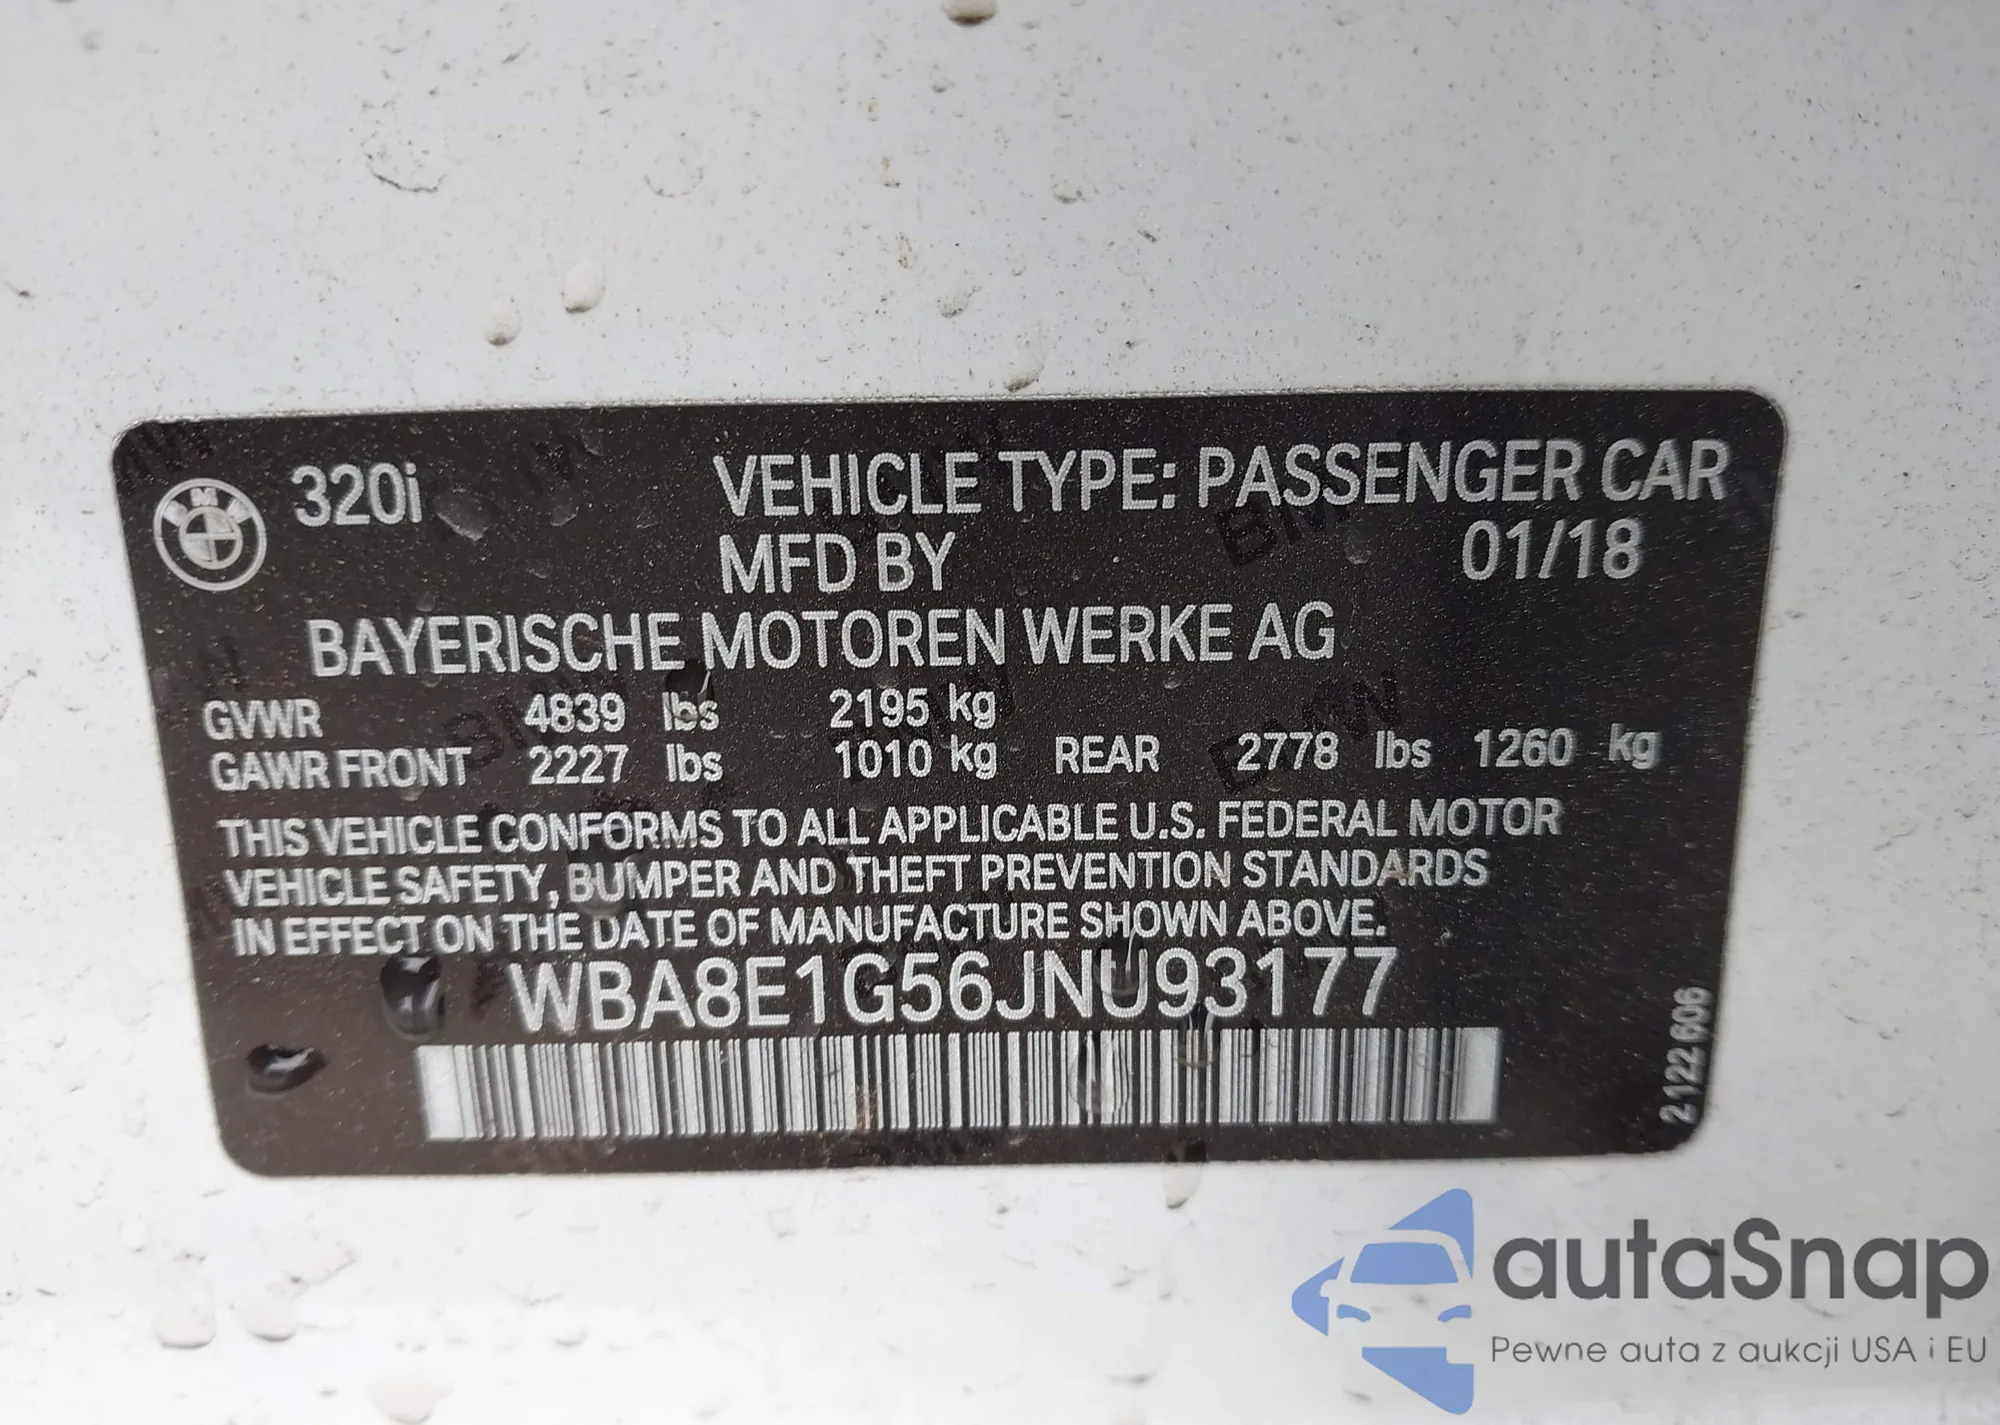 320i
VEHICLE TYPE: PASSENGER CAR
MFD BY 01/18
BAYERISCHE MOTOREN WERKE AG
GVWR 4839 lbs 2195 kg
GAWR FRONT 2227 lbs 1010 kg REAR 2778 lbs 1260 kg
THIS VEHICLE CONFORMS TO ALL APPLICABLE U.S. FEDERAL MOTOR
VEHICLE SAFETY, BUMPER AND THEFT PREVENTION STANDARDS
IN EFFECT ON THE DATE OF MANUFACTURE SHOWN ABOVE.
WBA8E1G56JNU93177
2122606
autaSnap
Pewne auta z aukcji USA i EU